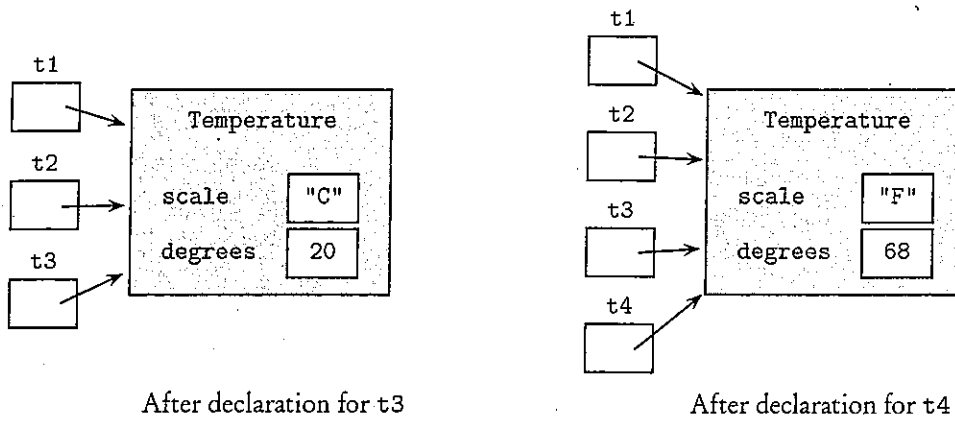 t1
Temperature
t2
scale "C"
t3
degrees 20
After declaration for t3
t1
Temperature
t2
scale "F"
t3
degrees 68
t4
After declaration for t4